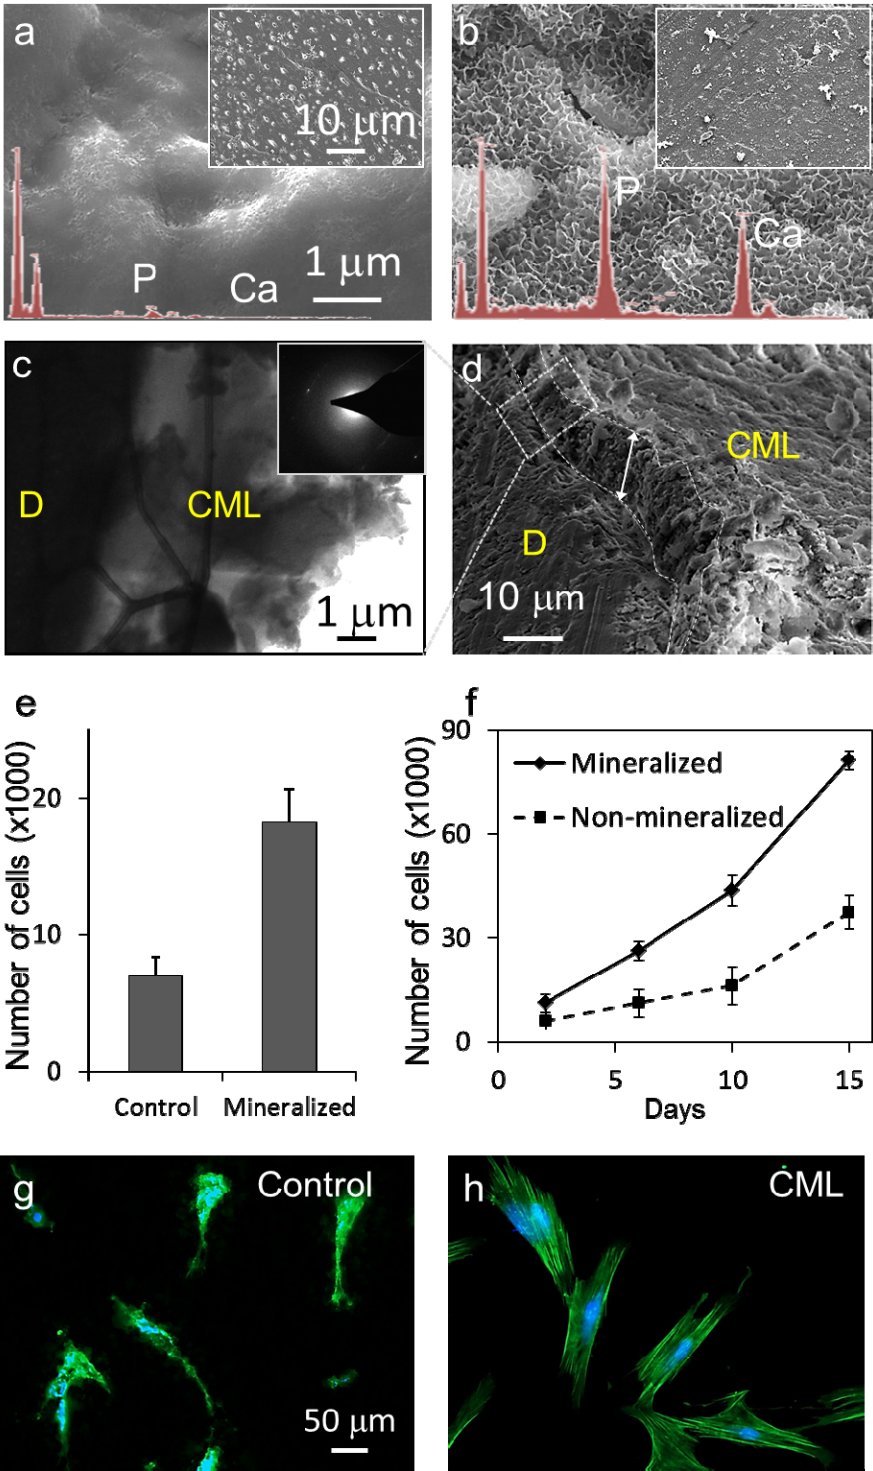 a
10 μm
P
Ca
1 μm
b
P
Ca
c
D
CML
1 μm
d
CML
D
10 μm
e
Number of cells (x1000)
20
10
0
Control
Mineralized
f
Number of cells (x1000)
90
60
30
0
Mineralized
Non-mineralized
0
5
10
15
Days
g
Control
50 μm
h
CML